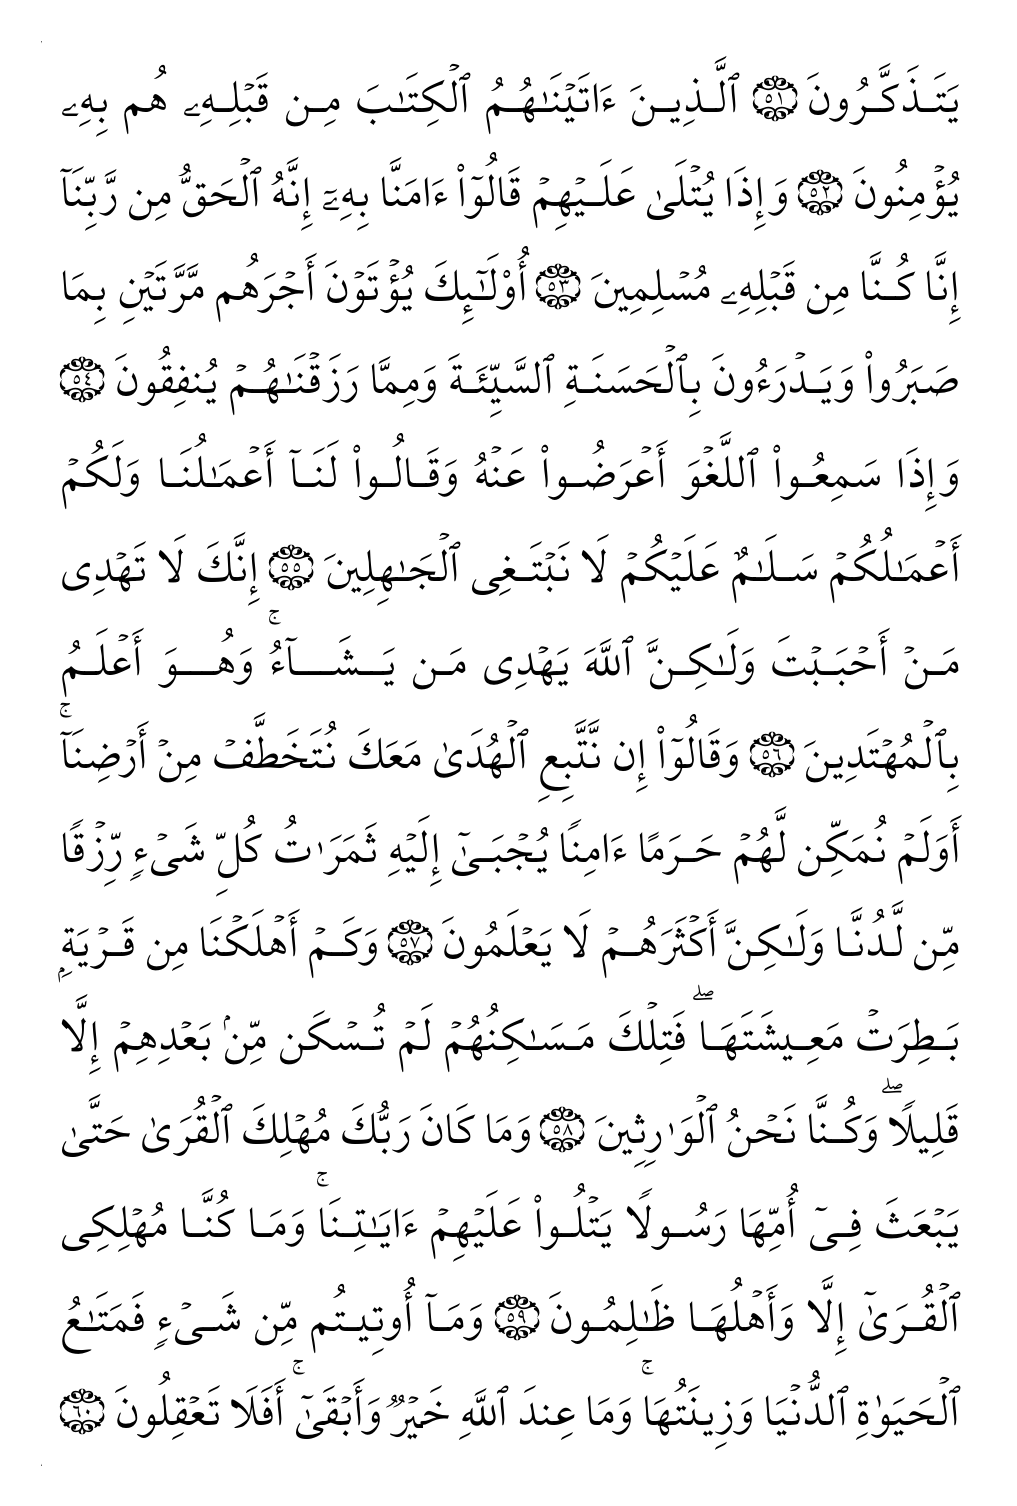 يَتَذَكَّرُونَ ۝٥١ ٱلَّذِينَ ءَاتَيْنَـٰهُمُ ٱلْكِتَـٰبَ مِن قَبْلِهِۦ هُم بِهِۦ
يُؤْمِنُونَ ۝٥٢ وَإِذَا يُتْلَىٰ عَلَيْهِمْ قَالُوٓا۟ ءَامَنَّا بِهِۦٓ إِنَّهُ ٱلْحَقُّ مِن رَّبِّنَآ
إِنَّا كُنَّا مِن قَبْلِهِۦ مُسْلِمِينَ ۝٥٣ أُو۟لَـٰٓئِكَ يُؤْتَوْنَ أَجْرَهُم مَّرَّتَيْنِ بِمَا
صَبَرُوا۟ وَيَدْرَءُونَ بِٱلْحَسَنَةِ ٱلسَّيِّئَةَ وَمِمَّا رَزَقْنَـٰهُمْ يُنفِقُونَ ۝٥٤
وَإِذَا سَمِعُوا۟ ٱللَّغْوَ أَعْرَضُوا۟ عَنْهُ وَقَالُوا۟ لَنَآ أَعْمَـٰلُنَا وَلَكُمْ
أَعْمَـٰلُكُمْ سَلَـٰمٌ عَلَيْكُمْ لَا نَبْتَغِى ٱلْجَـٰهِلِينَ ۝٥٥ إِنَّكَ لَا تَهْدِى
مَنْ أَحْبَبْتَ وَلَـٰكِنَّ ٱللَّهَ يَهْدِى مَن يَشَآءُ ۚ وَهُوَ أَعْلَمُ
بِٱلْمُهْتَدِينَ ۝٥٦ وَقَالُوٓا۟ إِن نَّتَّبِعِ ٱلْهُدَىٰ مَعَكَ نُتَخَطَّفْ مِنْ أَرْضِنَآ ۚ
أَوَلَمْ نُمَكِّن لَّهُمْ حَرَمًا ءَامِنًا يُجْبَىٰٓ إِلَيْهِ ثَمَرَٰتُ كُلِّ شَىْءٍ رِّزْقًا
مِّن لَّدُنَّا وَلَـٰكِنَّ أَكْثَرَهُمْ لَا يَعْلَمُونَ ۝٥٧ وَكَمْ أَهْلَكْنَا مِن قَرْيَةٍۭ
بَطِرَتْ مَعِيشَتَهَا ۖ فَتِلْكَ مَسَـٰكِنُهُمْ لَمْ تُسْكَن مِّنۢ بَعْدِهِمْ إِلَّا
قَلِيلًا ۖ وَكُنَّا نَحْنُ ٱلْوَٰرِثِينَ ۝٥٨ وَمَا كَانَ رَبُّكَ مُهْلِكَ ٱلْقُرَىٰ حَتَّىٰ
يَبْعَثَ فِىٓ أُمِّهَا رَسُولًا يَتْلُوا۟ عَلَيْهِمْ ءَايَـٰتِنَا ۚ وَمَا كُنَّا مُهْلِكِى
ٱلْقُرَىٰٓ إِلَّا وَأَهْلُهَا ظَـٰلِمُونَ ۝٥٩ وَمَآ أُوتِيتُم مِّن شَىْءٍ فَمَتَـٰعُ
ٱلْحَيَوٰةِ ٱلدُّنْيَا وَزِينَتُهَا ۚ وَمَا عِندَ ٱللَّهِ خَيْرٌ وَأَبْقَىٰٓ ۚ أَفَلَا تَعْقِلُونَ ۝٦٠